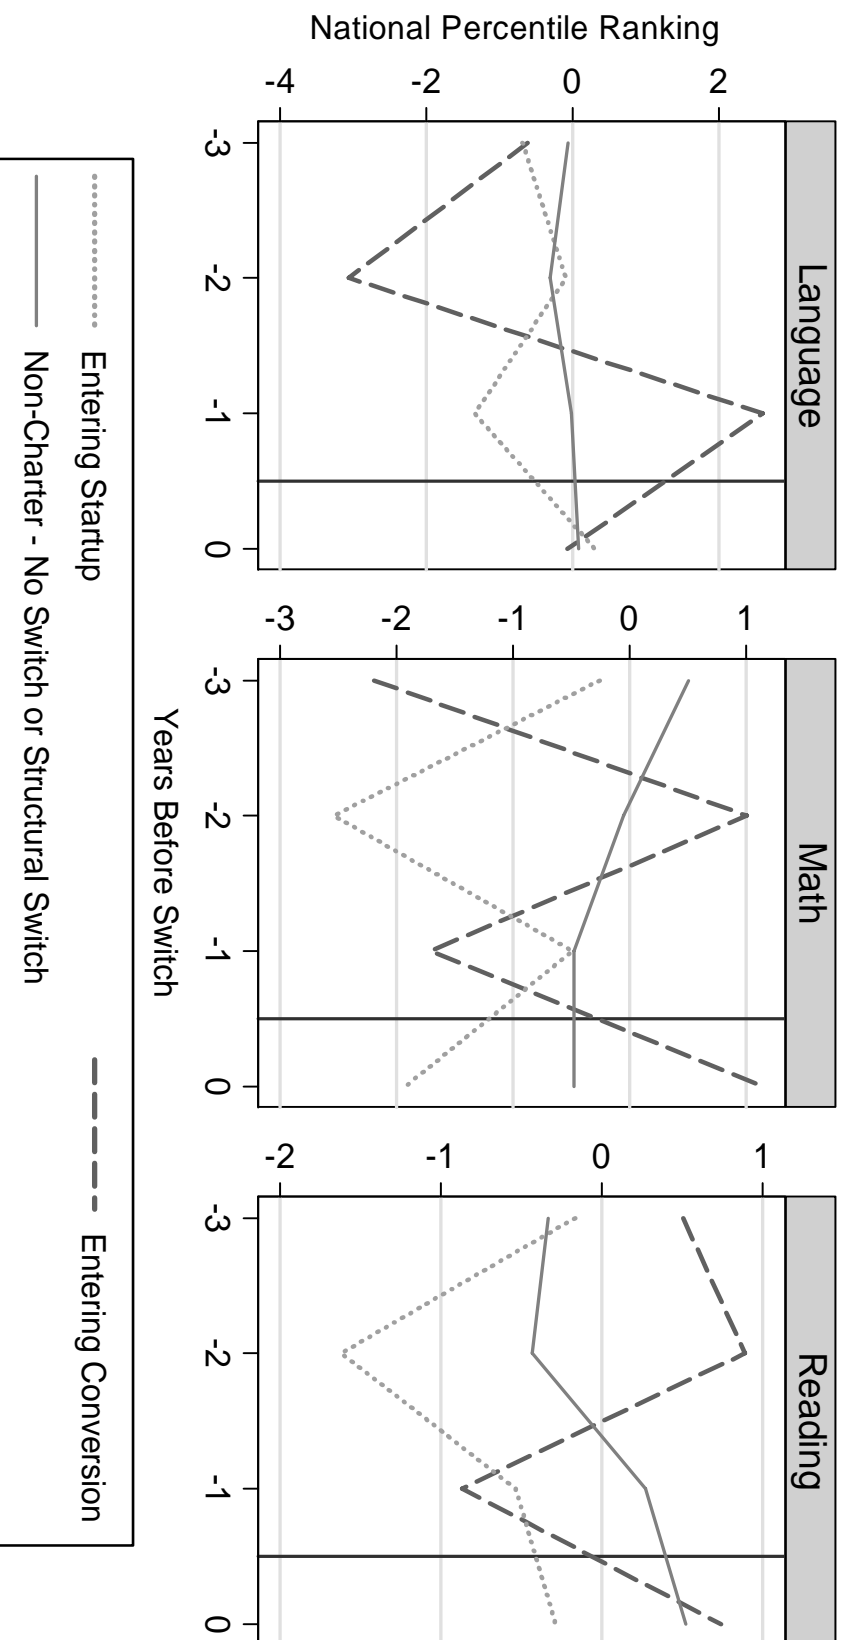 National Percentile Ranking
-4 -2 0 2
Language
-3 -2 -1 0
-3 -2 -1 0 1
Math
-3 -2 -1 0
-2 -1 0 1
Reading
-3 -2 -1 0
Years Before Switch
Entering Startup
Entering Conversion
Non-Charter - No Switch or Structural Switch